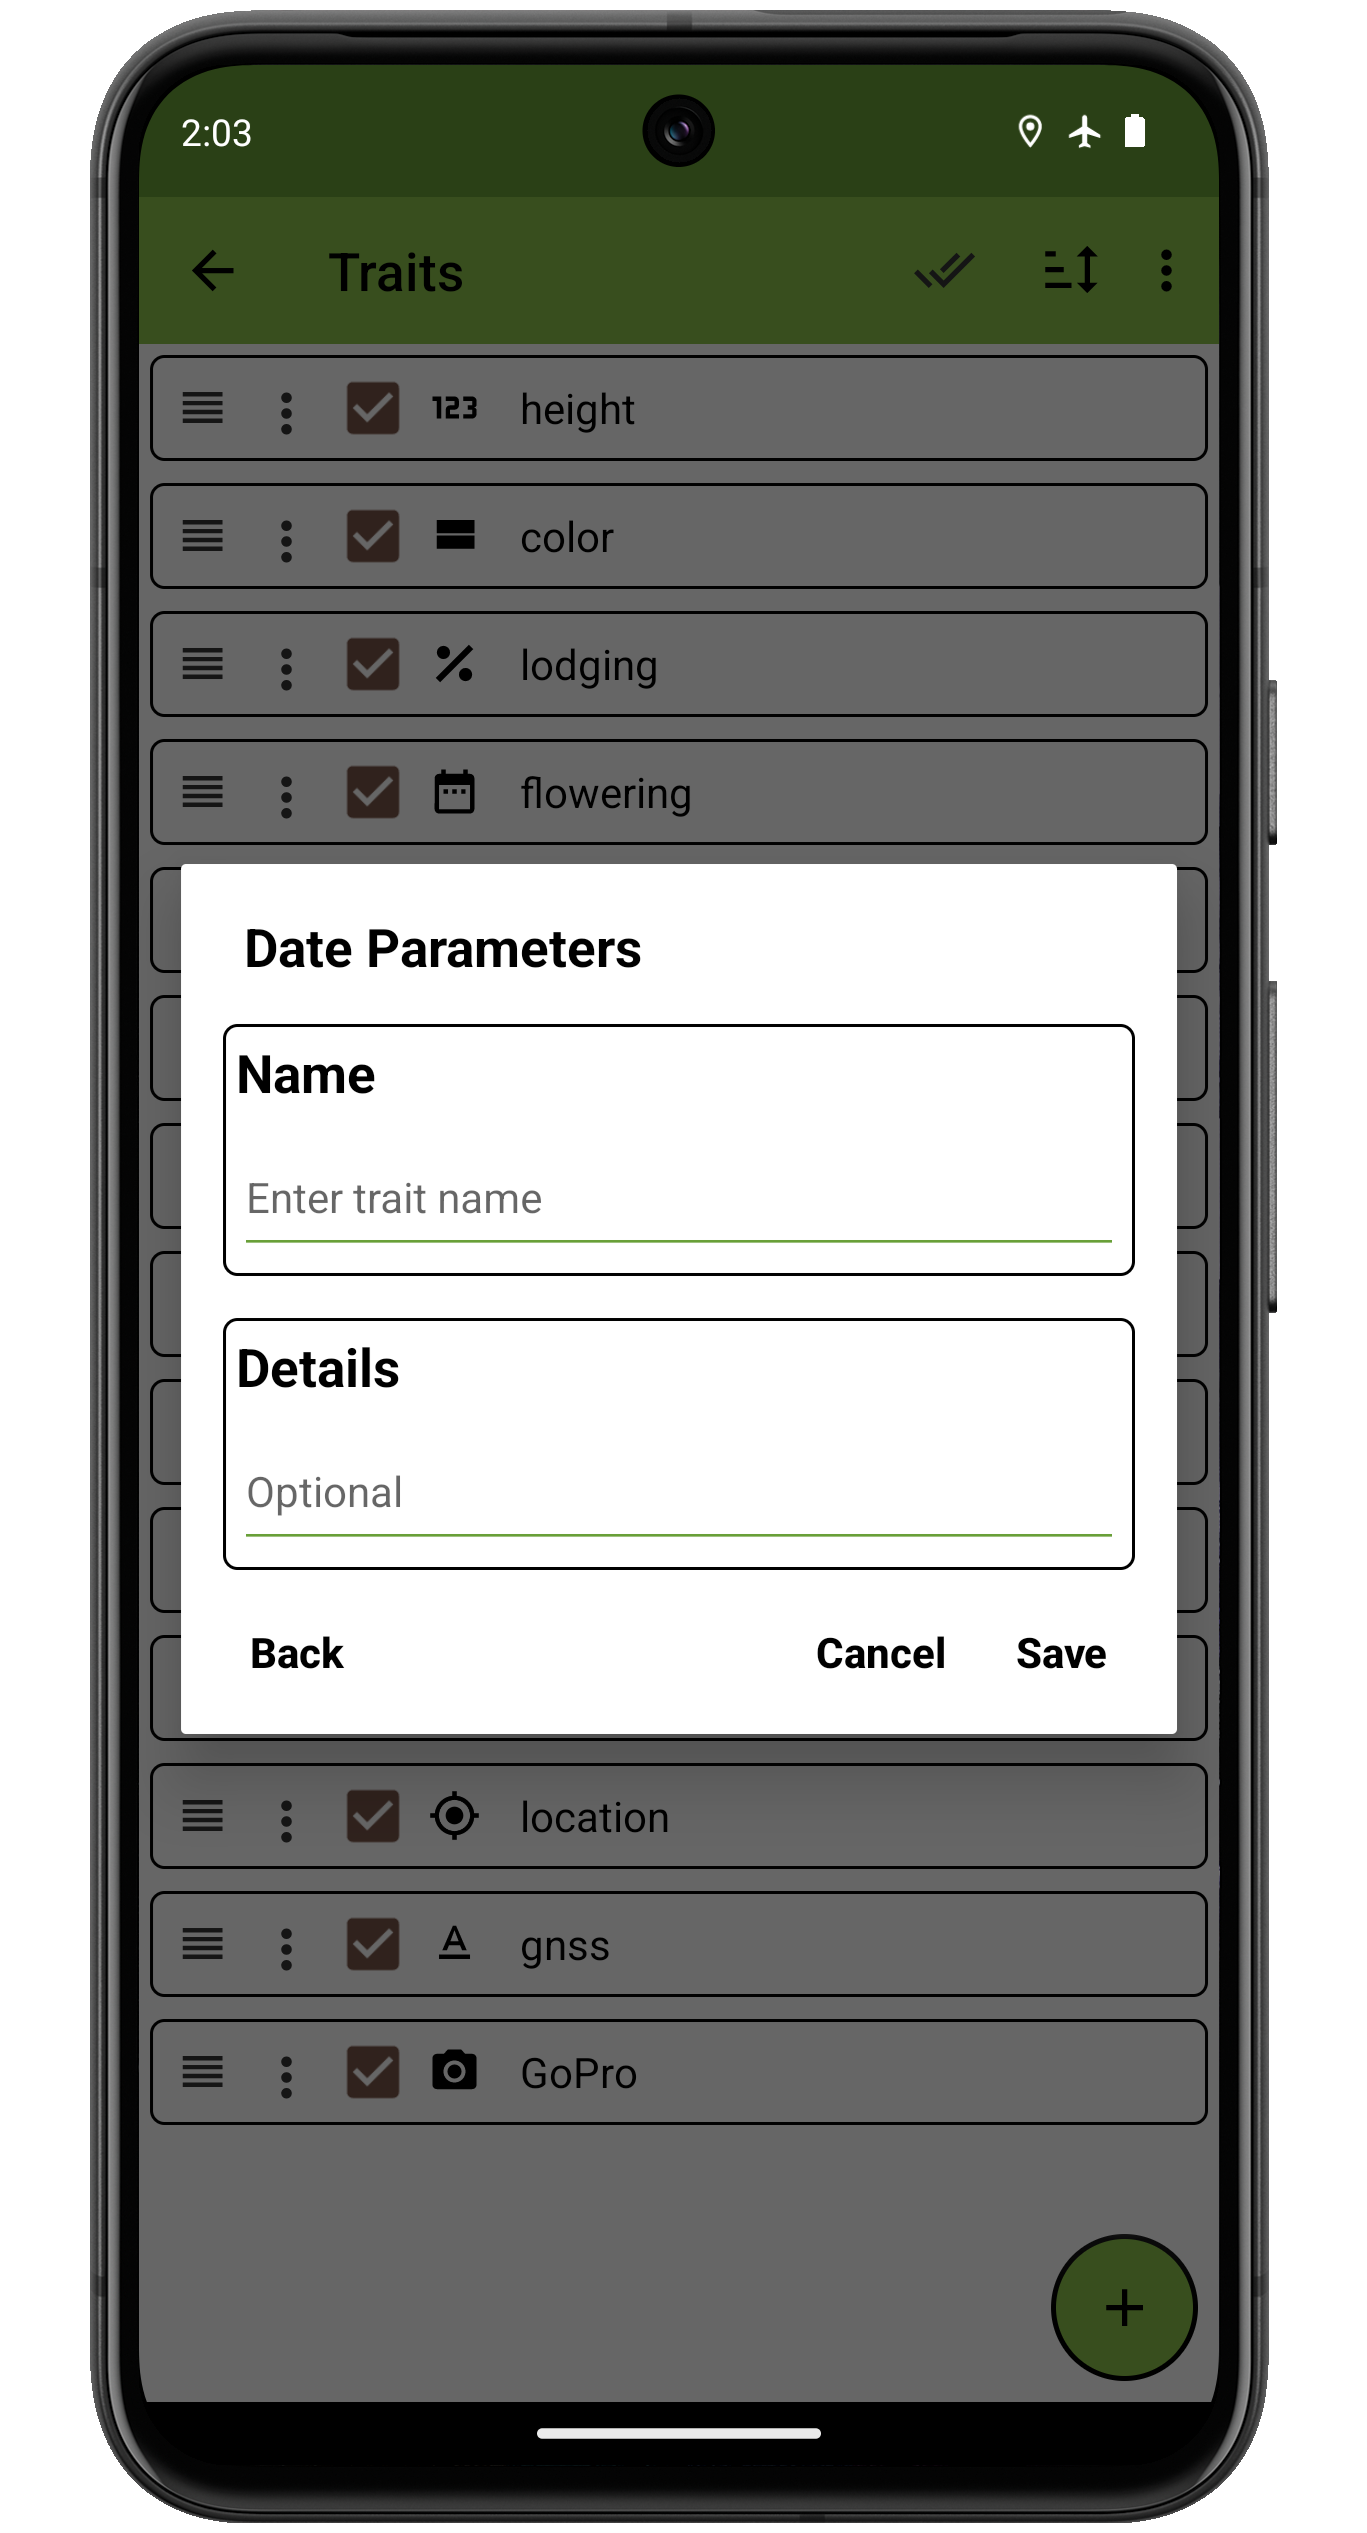 2:03
Traits
123 height
color
lodging
flowering
Date Parameters
Name
Enter trait name
Details
Optional
Back Cancel Save
location
A gnss
GoPro